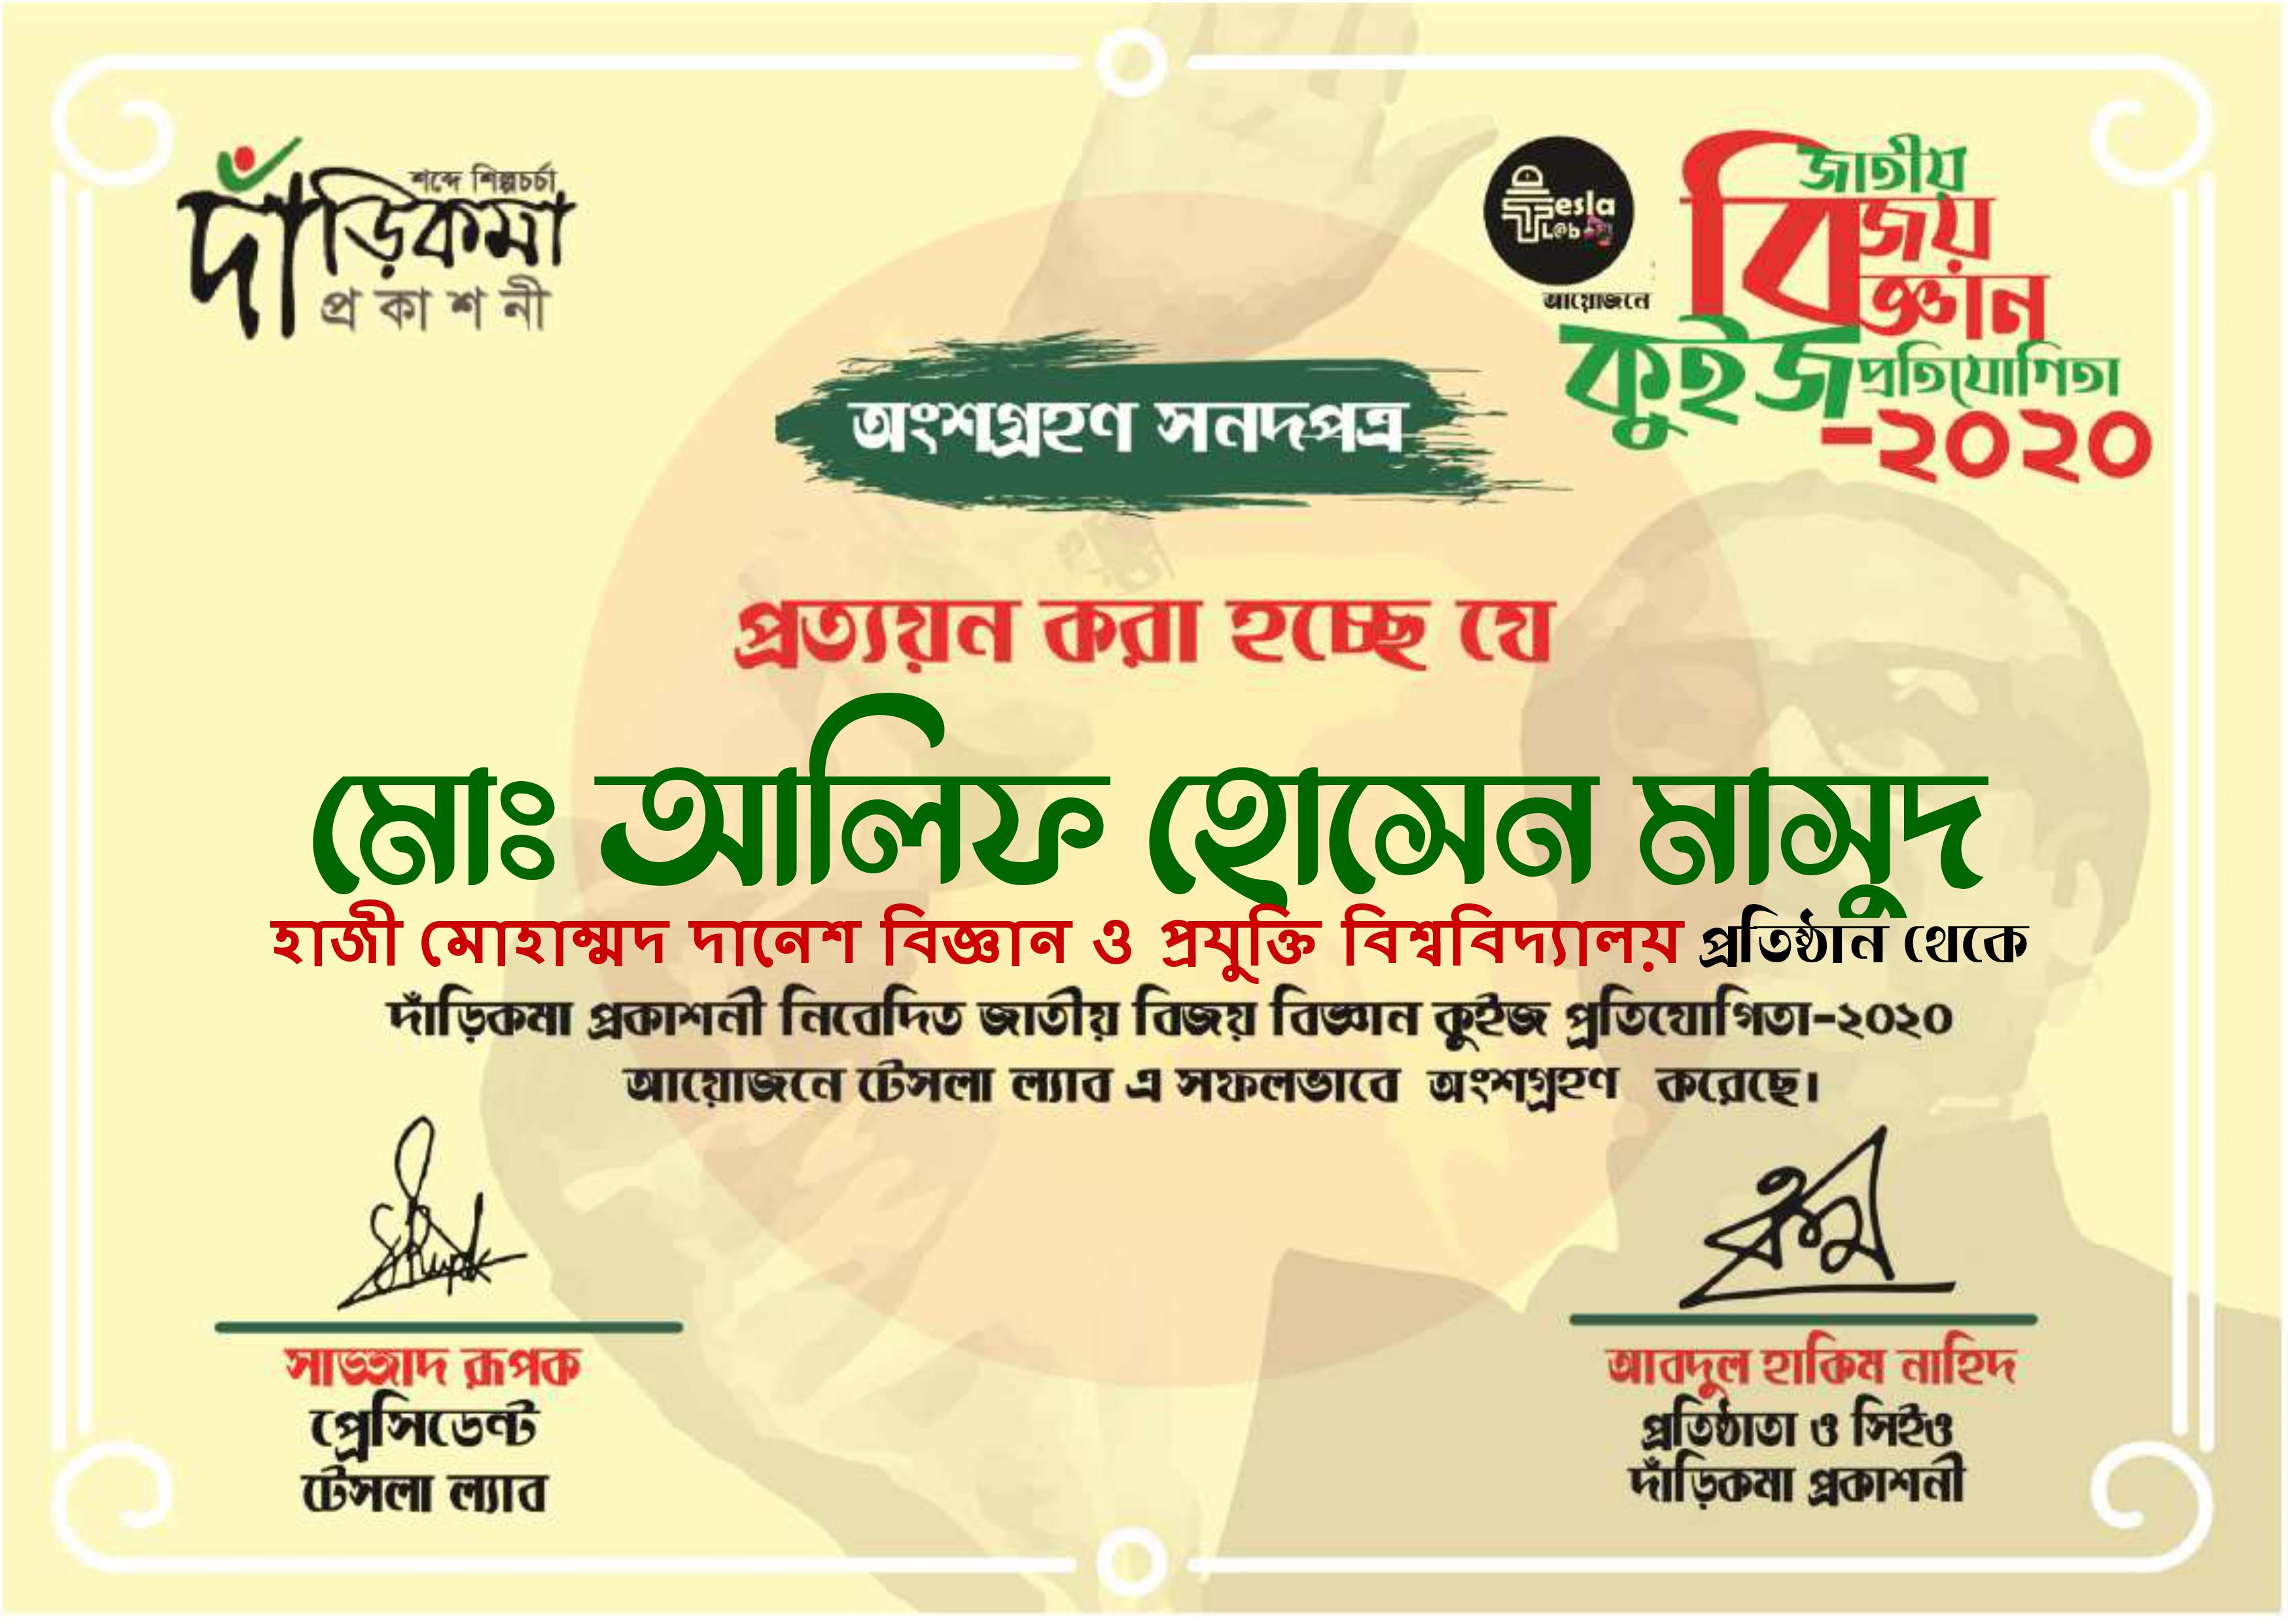 শব্দে শিল্পচর্চা
দাঁড়িকমা
প্রকাশনী
Tesla
L@b
আয়োজনে
জাতীয়
বিজয়
বিজ্ঞান
কুইজ প্রতিযোগিতা
-২০২০
অংশগ্রহণ সনদপত্র
প্রত্যয়ন করা হচ্ছে যে
মোঃ আলিফ হোসেন মাসুদ
হাজী মোহাম্মদ দানেশ বিজ্ঞান ও প্রযুক্তি বিশ্ববিদ্যালয় প্রতিষ্ঠান থেকে
দাঁড়িকমা প্রকাশনী নিবেদিত জাতীয় বিজয় বিজ্ঞান কুইজ প্রতিযোগিতা-২০২০
আয়োজনে টেসলা ল্যাব এ সফলভাবে অংশগ্রহণ করেছে।
সাজ্জাদ রূপক
প্রেসিডেন্ট
টেসলা ল্যাব
আবদুল হাকিম নাহিদ
প্রতিষ্ঠাতা ও সিইও
দাঁড়িকমা প্রকাশনী